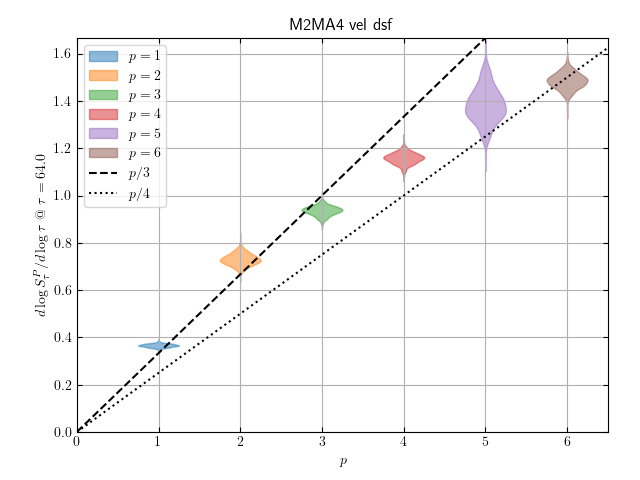 M2MA4 vel dsf
d log S_τ^P / d log τ @ τ = 64.0
1.6
1.4
1.2
1.0
0.8
0.6
0.4
0.2
0.0
p = 1
p = 2
p = 3
p = 4
p = 5
p = 6
p/3
p/4
0 1 2 3 4 5 6
p